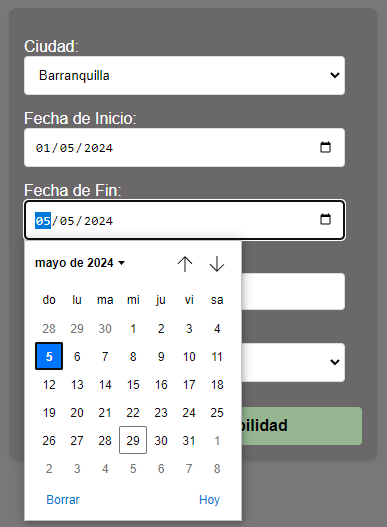 Ciudad:
Barranquilla
Fecha de Inicio:
01/05/2024
Fecha de Fin:
05/05/2024
mayo de 2024
do lu ma mi ju vi sa
28 29 30 1 2 3 4
5 6 7 8 9 10 11
12 13 14 15 16 17 18
19 20 21 22 23 24 25
26 27 28 29 30 31 1
2 3 4 5 6 7 8
bilidad
Borrar Hoy